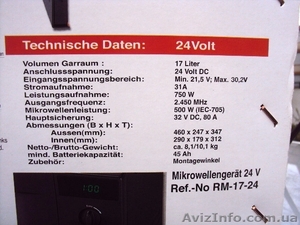 Technische Daten: 24Volt
Volumen Garraum : 17 Liter
Anschlussspannung: 24 Volt DC
Eingangsspannungsbereich: Min. 21,5 V; Max. 30,2V
Stromaufnahme: 31A
Leistungsaufnahme: 750 W
Ausgangsfrequenz: 2.450 MHz
Mikrowellenleistung: 500 W (IEC-705)
Hauptsicherung: 32 V DC, 80 A
Abmessungen (B x H x T):
Aussen(mm): 460 x 247 x 347
Innen(mm): 290 x 179 x 312
Netto-/Brutto-Gewicht: ca. 8,1/10,1 kg
mind. Batteriekapazität: 45 Ah
Zubehör: Montagewinkel
Mikrowellengerät 24 V
Ref.-No RM-17-24
1:00
AvizInfo.com.ua